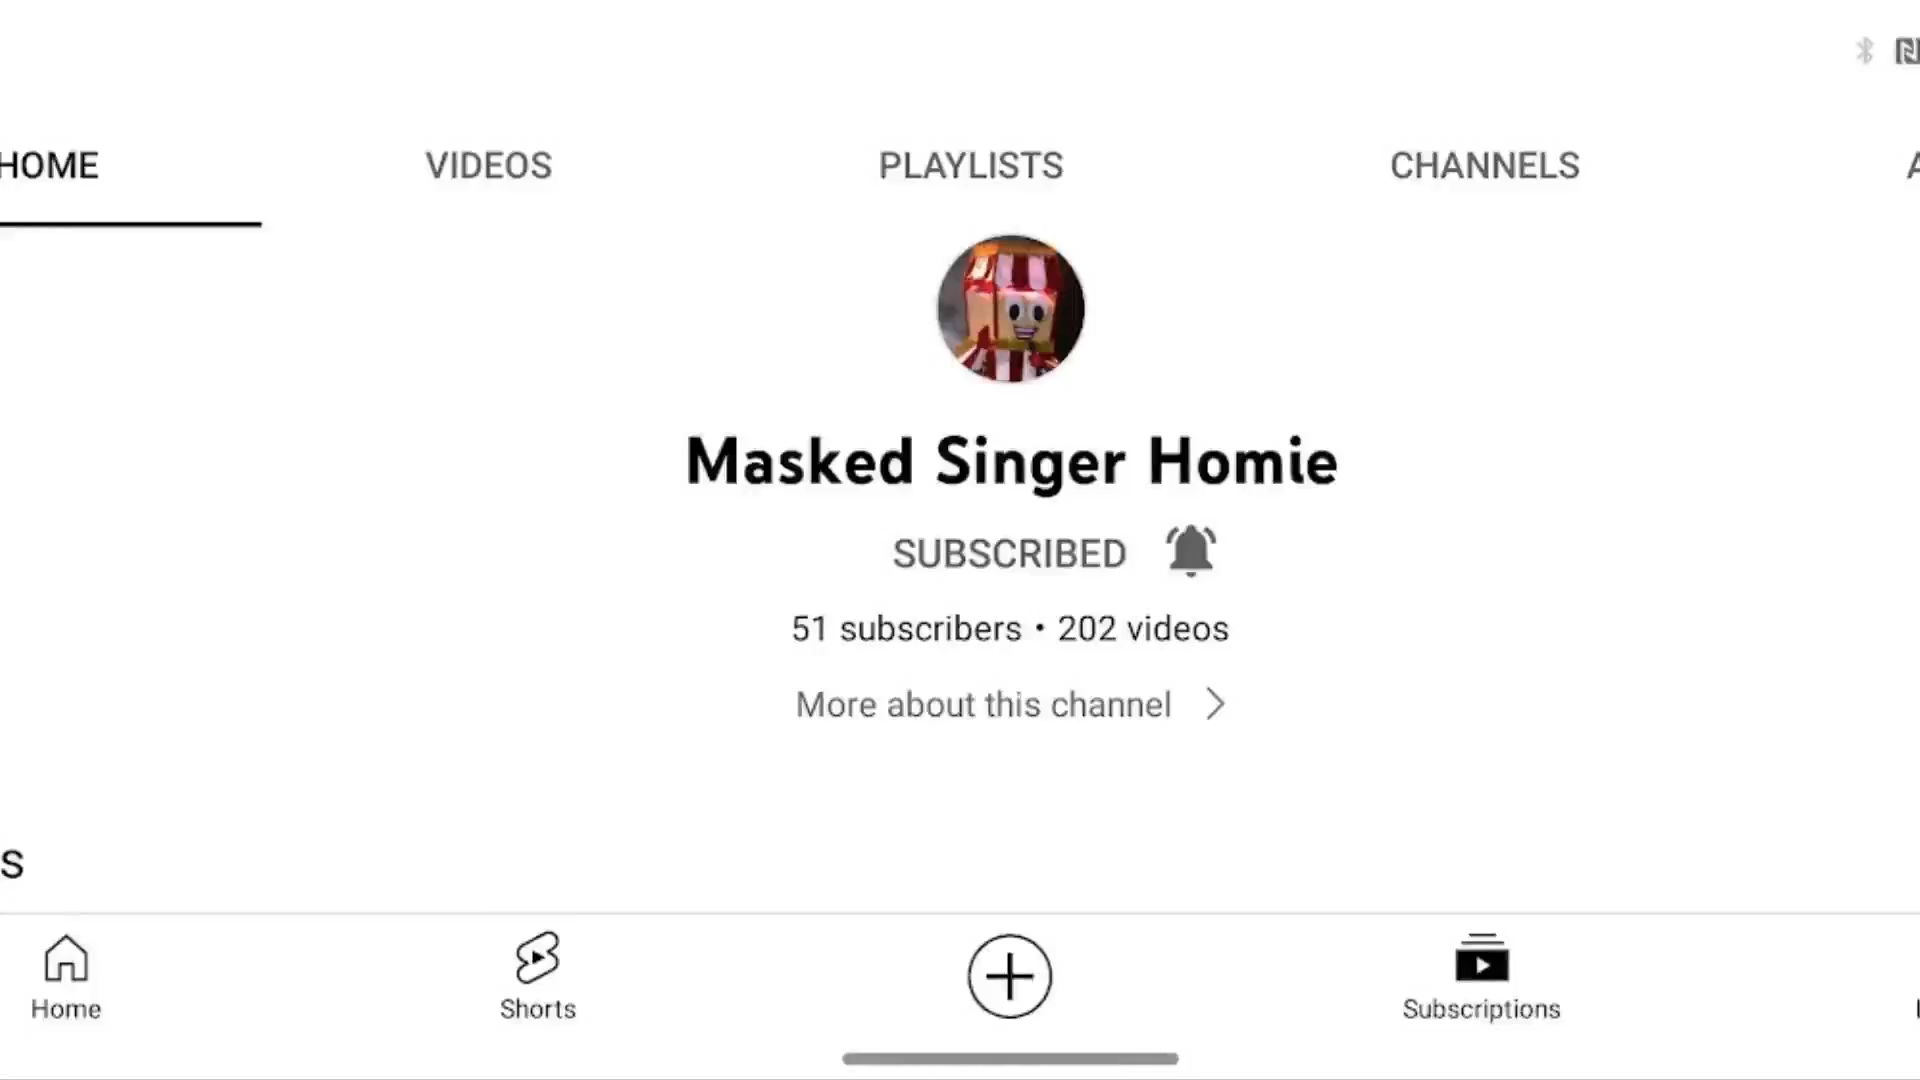 HOME VIDEOS PLAYLISTS CHANNELS A
Masked Singer Homie
SUBSCRIBED
51 subscribers • 202 videos
More about this channel
S
Home Shorts Subscriptions